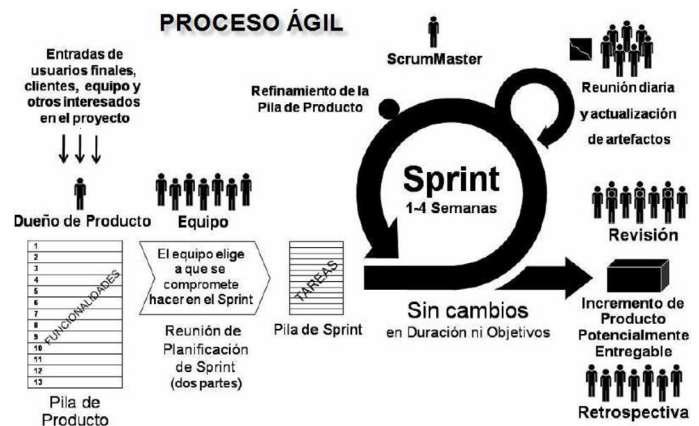 PROCESO ÁGIL
Entradas de
usuarios finales,
clientes, equipo y
otros interesados
en el proyecto
Dueño de Producto
Equipo
1
2
3
4
5
6
7
8
9
10
11
12
13
FUNCIONALIDADES
Pila de
Producto
El equipo elige
a que se
compromete
hacer en el Sprint
Reunión de
Planificación
de Sprint
(dos partes)
TAREAS
Pila de Sprint
Refinamiento de la
Pila de Producto
ScrumMaster
Sprint
1-4 Semanas
Sin cambios
en Duración ni Objetivos
Reunión diaria
y actualización
de artefactos
Revisión
Incremento de
Producto
Potencialmente
Entregable
Retrospectiva